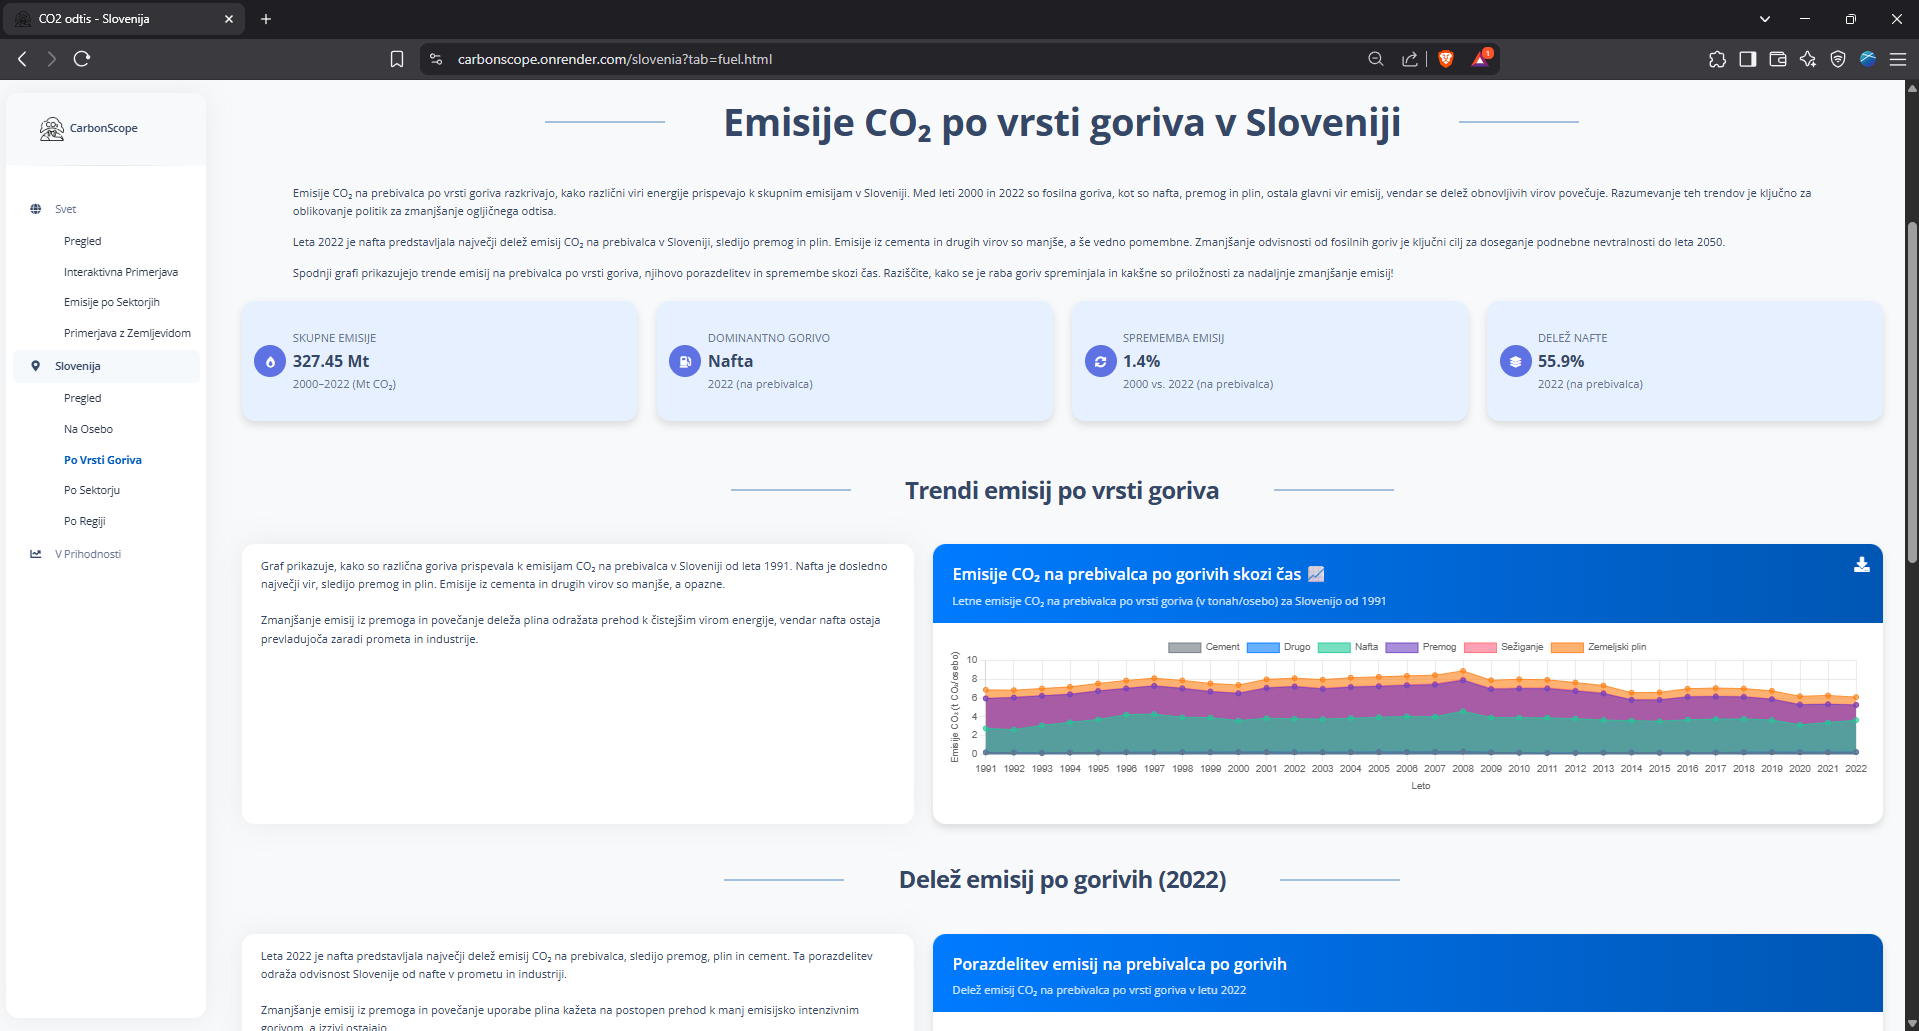 CO2 odtis - Slovenija
carbonscope.onrender.com/slovenia?tab=fuel.html
1
CarbonScope
Svet
Pregled
Interaktivna Primerjava
Emisije po Sektorjih
Primerjava z Zemljevidom
Slovenija
Pregled
Na Osebo
Po Vrsti Goriva
Po Sektorju
Po Regiji
V Prihodnosti
Emisije CO₂ po vrsti goriva v Sloveniji
Emisije CO₂ na prebivalca po vrsti goriva razkrivajo, kako različni viri energije prispevajo k skupnim emisijam v Sloveniji. Med leti 2000 in 2022 so fosilna goriva, kot so nafta, premog in plin, ostala glavni vir emisij, vendar se delež obnovljivih virov povečuje. Razumevanje teh trendov je ključno za
oblikovanje politik za zmanjšanje ogljičnega odtisa.
Leta 2022 je nafta predstavljala največji delež emisij CO₂ na prebivalca v Sloveniji, sledijo premog in plin. Emisije iz cementa in drugih virov so manjše, a še vedno pomembne. Zmanjšanje odvisnosti od fosilnih goriv je ključni cilj za doseganje podnebne nevtralnosti do leta 2050.
Spodnji grafi prikazujejo trende emisij na prebivalca po vrsti goriva, njihovo porazdelitev in spremembe skozi čas. Raziščite, kako se je raba goriv spreminjala in kakšne so priložnosti za nadaljnje zmanjšanje emisij!
SKUPNE EMISIJE
327.45 Mt
2000–2022 (Mt CO₂)
DOMINANTNO GORIVO
Nafta
2022 (na prebivalca)
SPREMEMBA EMISIJ
1.4%
2000 vs. 2022 (na prebivalca)
DELEŽ NAFTE
55.9%
2022 (na prebivalca)
Trendi emisij po vrsti goriva
Graf prikazuje, kako so različna goriva prispevala k emisijam CO₂ na prebivalca v Sloveniji od leta 1991. Nafta je dosledno
največji vir, sledijo premog in plin. Emisije iz cementa in drugih virov so manjše, a opazne.
Zmanjšanje emisij iz premoga in povečanje deleža plina odražata prehod k čistejšim virom energije, vendar nafta ostaja
prevladujoča zaradi prometa in industrije.
Emisije CO₂ na prebivalca po gorivih skozi čas 📈
Letne emisije CO₂ na prebivalca po vrsti goriva (v tonah/osebo) za Slovenijo od 1991
Cement Drugo Nafta Premog Sežiganje Zemeljski plin
Emisije CO₂ (t CO₂/osebo)
10
8
6
4
2
0
1991 1992 1993 1994 1995 1996 1997 1998 1999 2000 2001 2002 2003 2004 2005 2006 2007 2008 2009 2010 2011 2012 2013 2014 2015 2016 2017 2018 2019 2020 2021 2022
Leto
Delež emisij po gorivih (2022)
Leta 2022 je nafta predstavljala največji delež emisij CO₂ na prebivalca, sledijo premog, plin in cement. Ta porazdelitev
odraža odvisnost Slovenije od nafte v prometu in industriji.
Zmanjšanje emisij iz premoga in povečanje uporabe plina kažeta na postopen prehod k manj emisijsko intenzivnim
gorivom, a izzivi ostajajo.
Porazdelitev emisij na prebivalca po gorivih
Delež emisij CO₂ na prebivalca po vrsti goriva v letu 2022